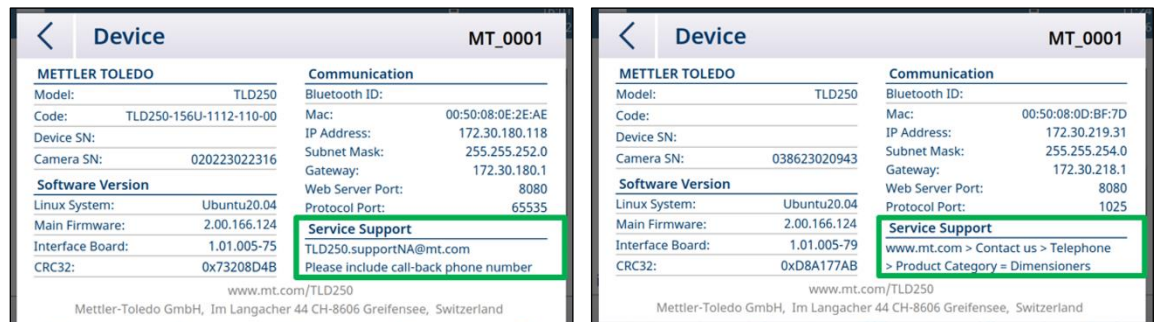 Device
MT_0001
METTLER TOLEDO
Model: TLD250
Code: TLD250-156U-1112-110-00
Device SN:
Camera SN: 020223022316
Software Version
Linux System: Ubuntu20.04
Main Firmware: 2.00.166.124
Interface Board: 1.01.005-75
CRC32: 0x73208D4B
Communication
Bluetooth ID:
Mac: 00:50:08:0E:2E:AE
IP Address: 172.30.180.118
Subnet Mask: 255.255.252.0
Gateway: 172.30.180.1
Web Server Port: 8080
Protocol Port: 65535
Service Support
TLD250.supportNA@mt.com
Please include call-back phone number
www.mt.com/TLD250
Mettler-Toledo GmbH, Im Langacher 44 CH-8606 Greifensee, Switzerland
Device
MT_0001
METTLER TOLEDO
Model: TLD250
Code:
Device SN:
Camera SN: 038623020943
Software Version
Linux System: Ubuntu20.04
Main Firmware: 2.00.166.124
Interface Board: 1.01.005-79
CRC32: 0xD8A177AB
Communication
Bluetooth ID:
Mac: 00:50:08:0D:BF:7D
IP Address: 172.30.219.31
Subnet Mask: 255.255.254.0
Gateway: 172.30.218.1
Web Server Port: 8080
Protocol Port: 1025
Service Support
www.mt.com > Contact us > Telephone
> Product Category = Dimensioners
www.mt.com/TLD250
Mettler-Toledo GmbH, Im Langacher 44 CH-8606 Greifensee, Switzerland